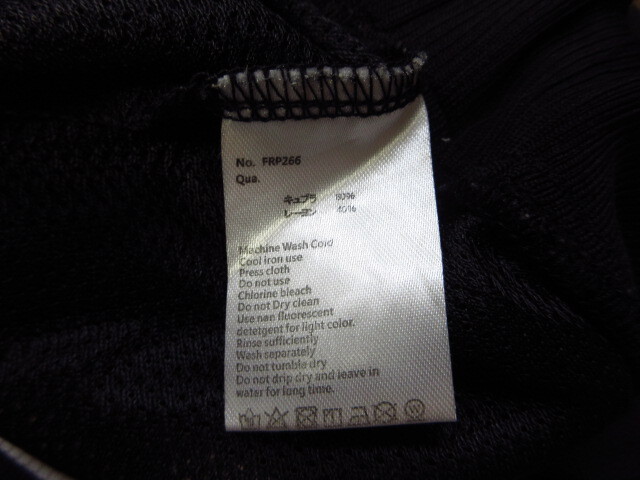 No. FRP266
Qua.
キュプラ 80%
レーヨン 40%
Machine Wash Cold
Cool iron use
Press cloth
Do not use
Chlorine bleach
Do not Dry clean
Use nan fluorescent
detergent for light color.
Rinse sufficiently
Wash separately
Do not tumble dry
Do not drip dry and leave in
water for long time.